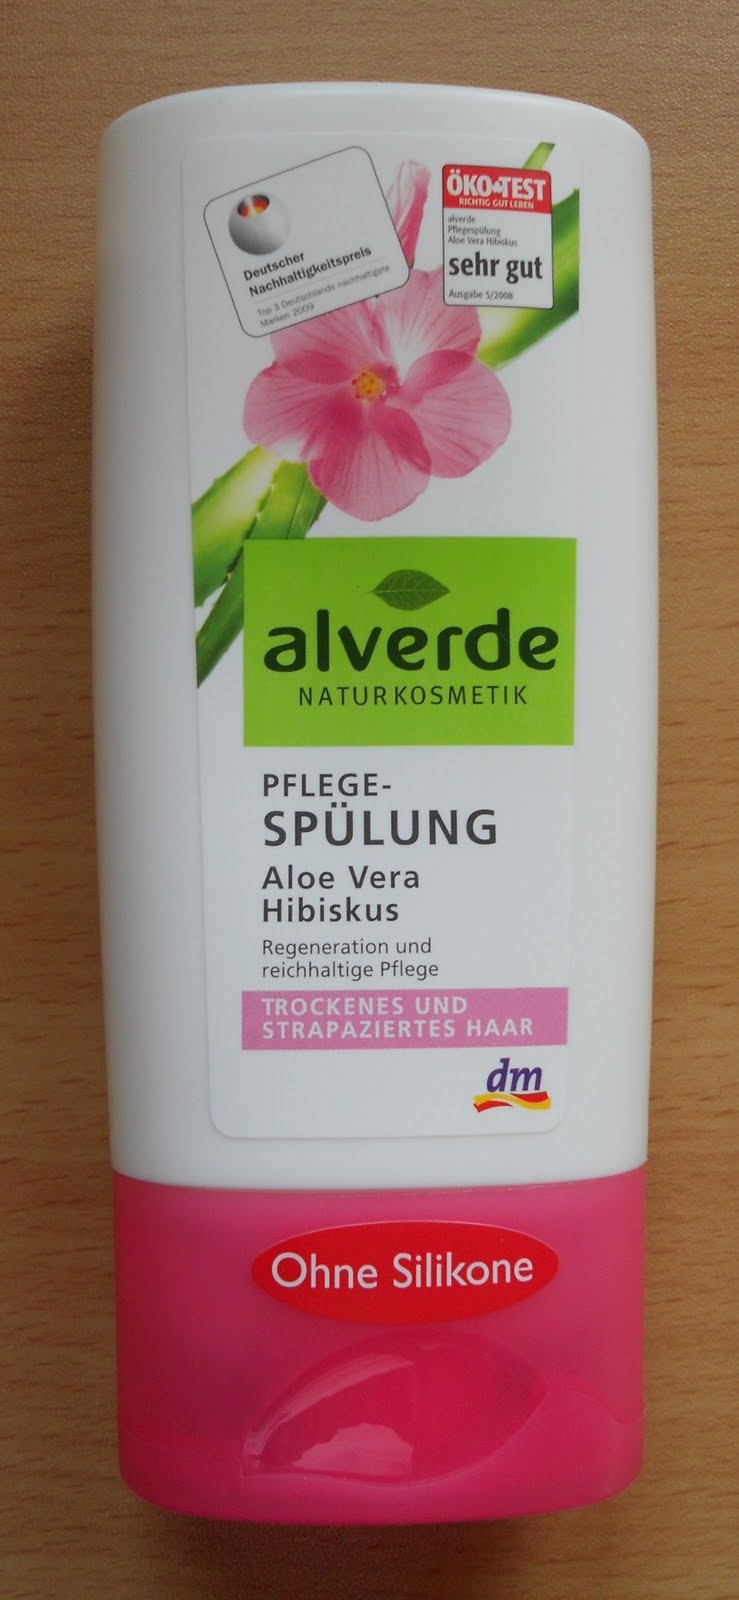 Deutscher
Nachhaltigkeitspreis
Top 3 Deutschlands nachhaltigste
Marken 2009
ÖKO-TEST
RICHTIG GUT LEBEN
alverde
Pflegespülung
Aloe Vera Hibiskus
sehr gut
Ausgabe 5/2008
alverde
NATURKOSMETIK
PFLEGE-
SPÜLUNG
Aloe Vera
Hibiskus
Regeneration und
reichhaltige Pflege
TROCKENES UND
STRAPAZIERTES HAAR
dm
Ohne Silikone